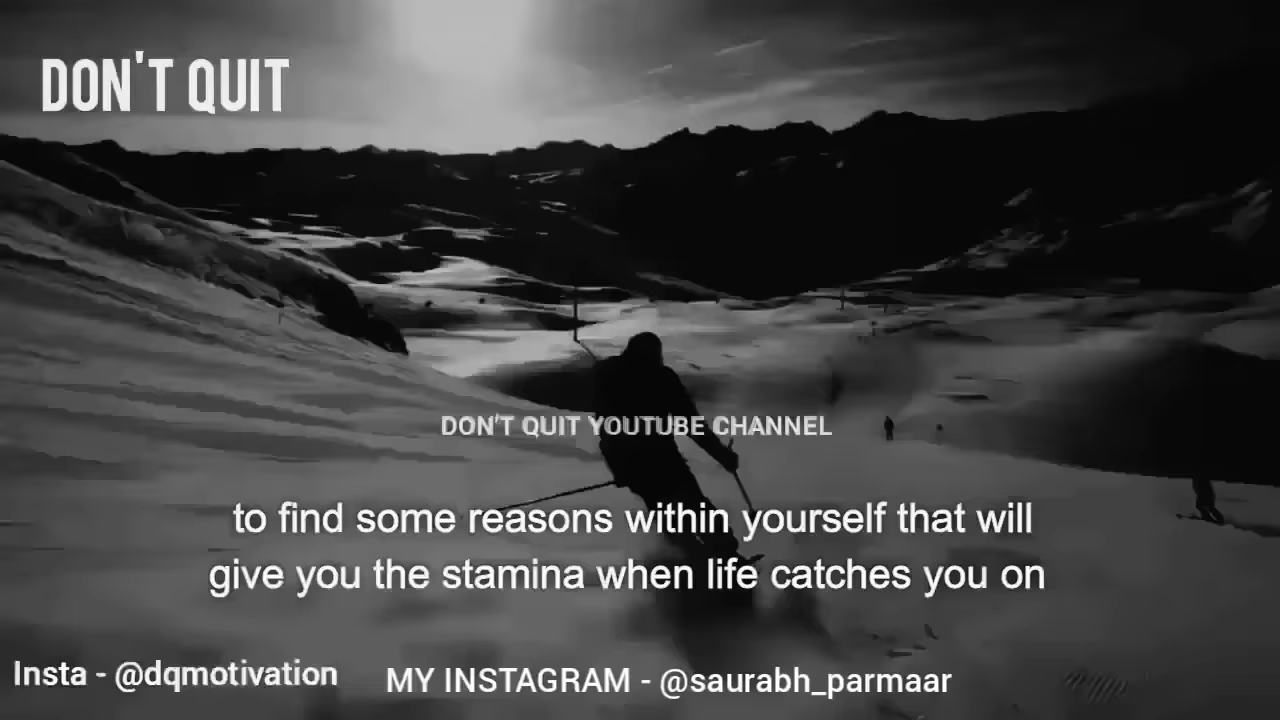 DON'T QUIT
DON'T QUIT YOUTUBE CHANNEL
to find some reasons within yourself that will
give you the stamina when life catches you on
Insta - @dqmotivation
MY INSTAGRAM - @saurabh_parmaar